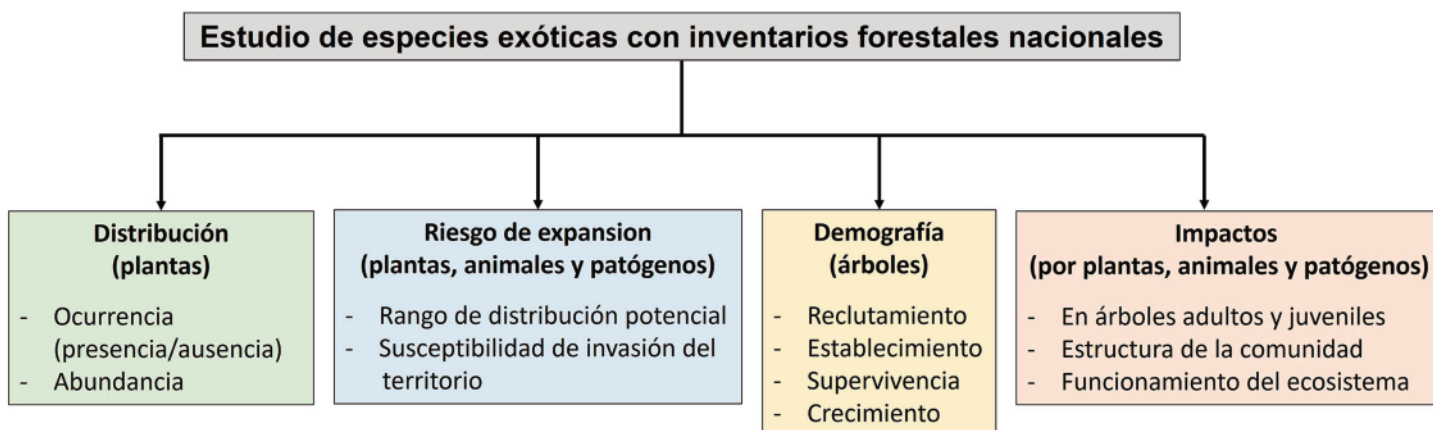 Estudio de especies exóticas con inventarios forestales nacionales
Distribución
(plantas)
- Ocurrencia
(presencia/ausencia)
- Abundancia
Riesgo de expansion
(plantas, animales y patógenos)
- Rango de distribución potencial
- Susceptibilidad de invasión del
territorio
Demografía
(árboles)
- Reclutamiento
- Establecimiento
- Supervivencia
- Crecimiento
Impactos
(por plantas, animales y patógenos)
- En árboles adultos y juveniles
- Estructura de la comunidad
- Funcionamiento del ecosistema